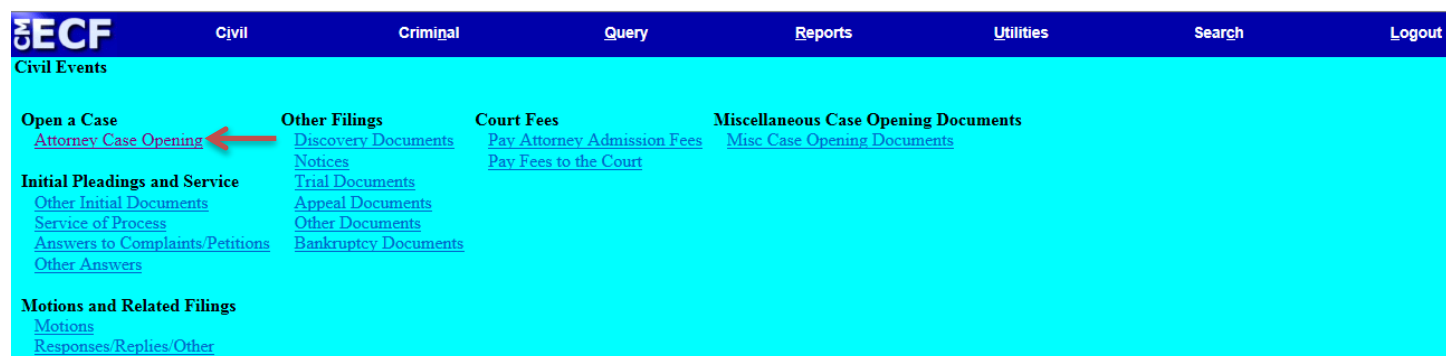 CM ECF Civil Criminal Query Reports Utilities Search Logout
Civil Events
Open a Case
Attorney Case Opening
Initial Pleadings and Service
Other Initial Documents
Service of Process
Answers to Complaints/Petitions
Other Answers
Motions and Related Filings
Motions
Responses/Replies/Other
Other Filings
Discovery Documents
Notices
Trial Documents
Appeal Documents
Other Documents
Bankruptcy Documents
Court Fees
Pay Attorney Admission Fees
Pay Fees to the Court
Miscellaneous Case Opening Documents
Misc Case Opening Documents